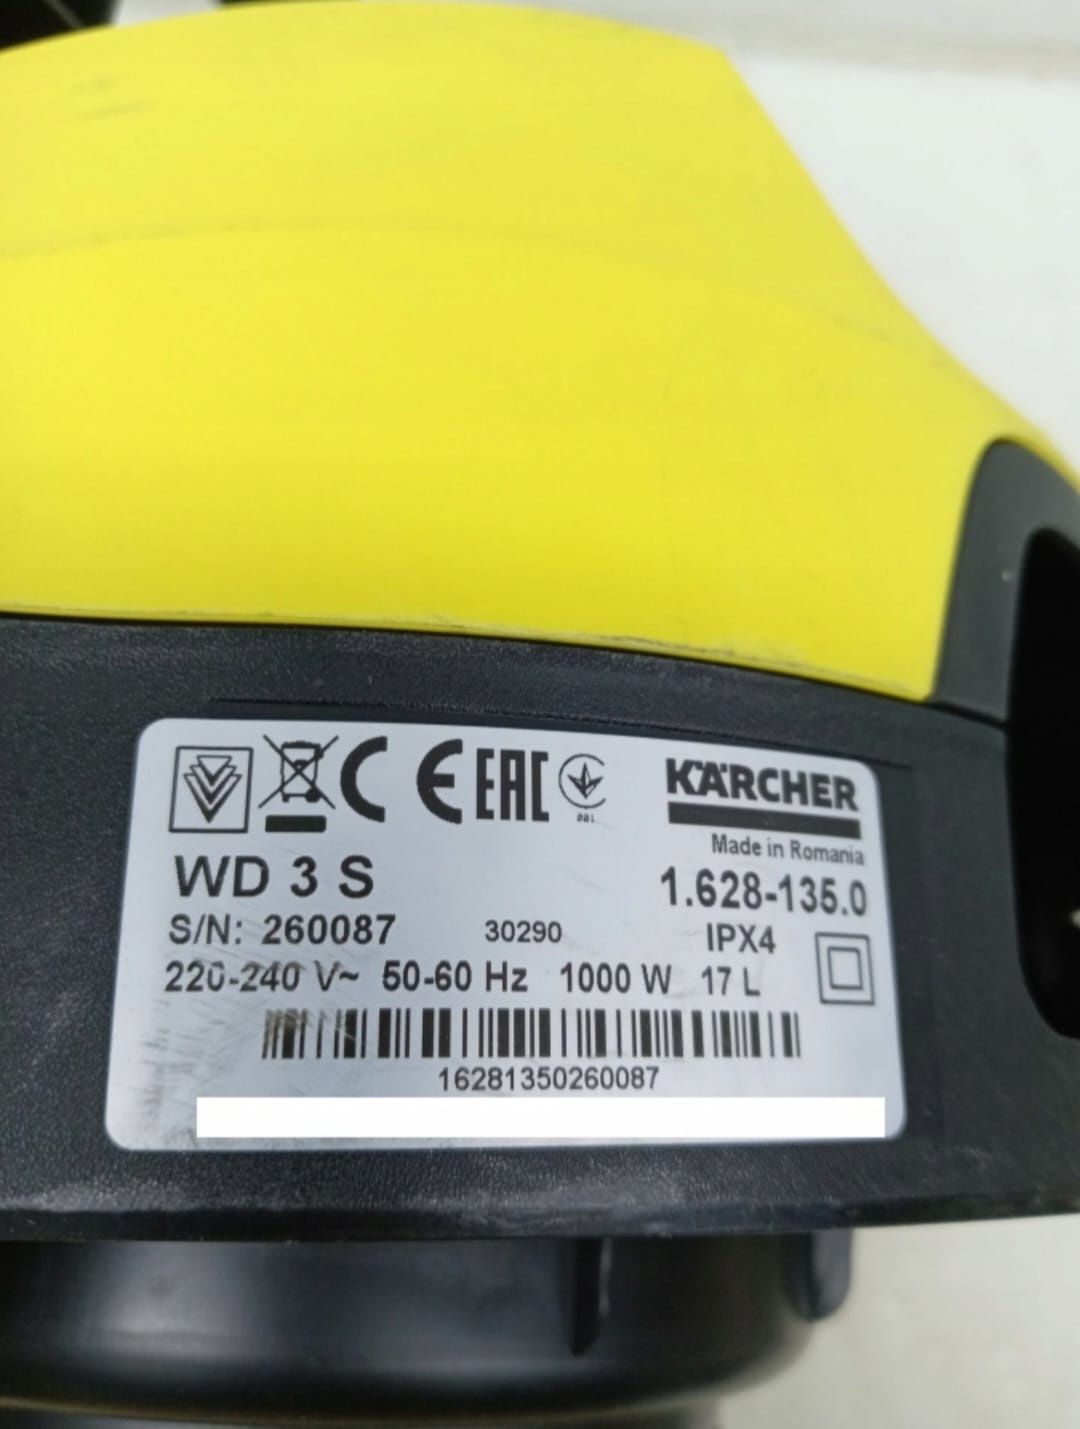 CE EAC
001
KÄRCHER
Made in Romania
WD 3 S
1.628-135.0
S/N: 260087 30290 IPX4
220-240 V~ 50-60 Hz 1000 W 17 L
16281350260087